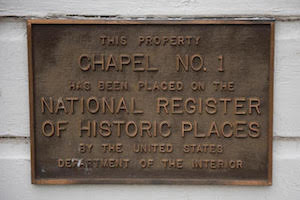 THIS PROPERTY
CHAPEL NO. 1
HAS BEEN PLACED ON THE
NATIONAL REGISTER
OF HISTORIC PLACES
BY THE UNITED STATES
DEPARTMENT OF THE INTERIOR